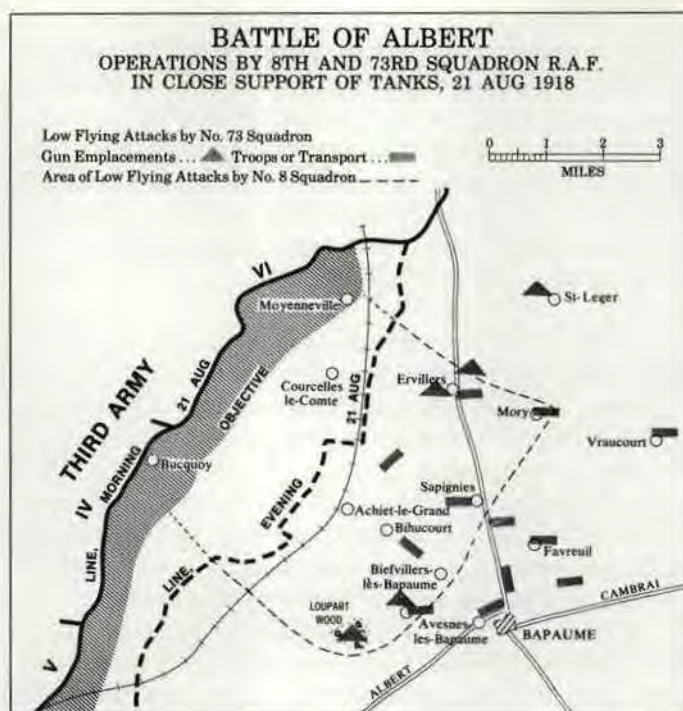 BATTLE OF ALBERT
OPERATIONS BY 8TH AND 73RD SQUADRON R.A.F.
IN CLOSE SUPPORT OF TANKS, 21 AUG 1918
Low Flying Attacks by No. 73 Squadron
Gun Emplacements ... Troops or Transport ...
Area of Low Flying Attacks by No. 8 Squadron
0 1 3
MILES
VI
St-Leger
Moyenneville
THIRD ARMY
21 AUG
OBJECTIVE
Courcelles
le-Comte
21 AUG
Ervillers
Mory
Vraucourt
Bucquoy
IV
MORNING
EVENING
Sapignies
Achiet-le-Grand
Bihucourt
Favreuil
LINE,
LINE,
Biefvillers-
lès-Bapaume
CAMBRAI
LOUPART
WOOD
Avesnes-
les-Bapaume
BAPAUME
V
ALBERT